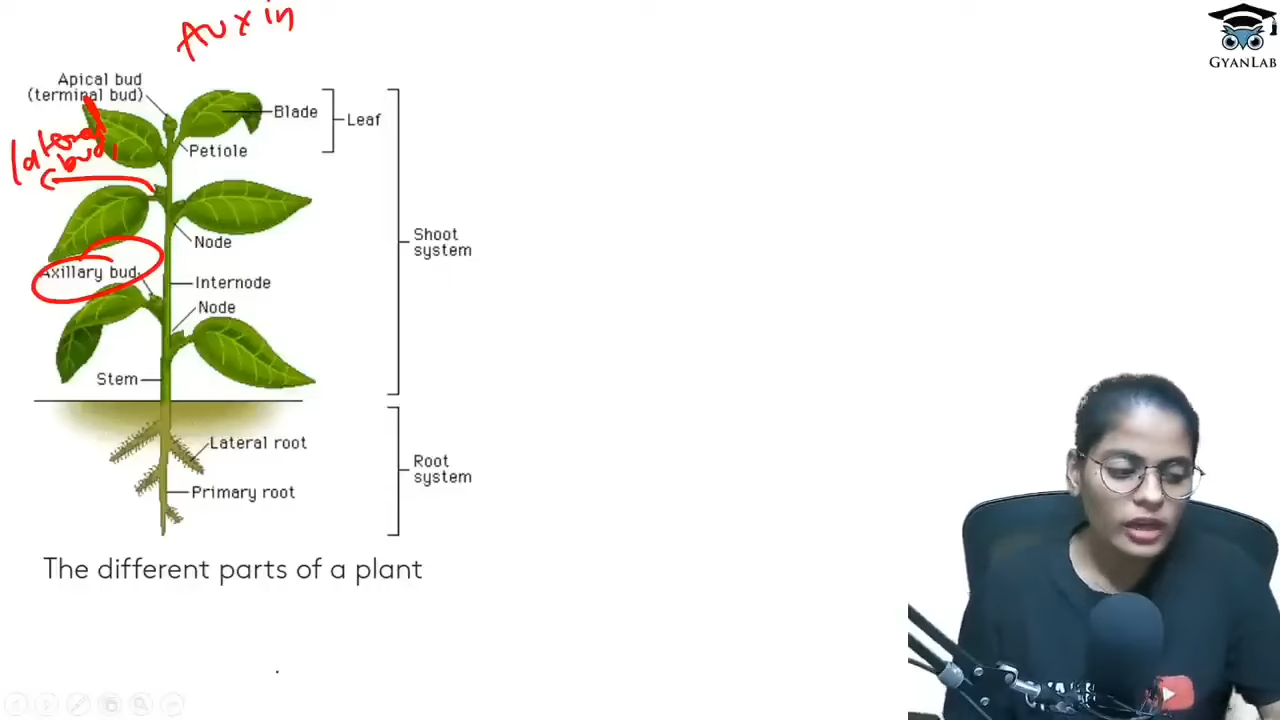 Auxin
GYANLAB
Apical bud
(terminal bud)
Blade
Leaf
lateral
bud
Petiole
Shoot
system
Node
Axillary bud
Internode
Node
Stem
Lateral root
Root
system
Primary root
The different parts of a plant